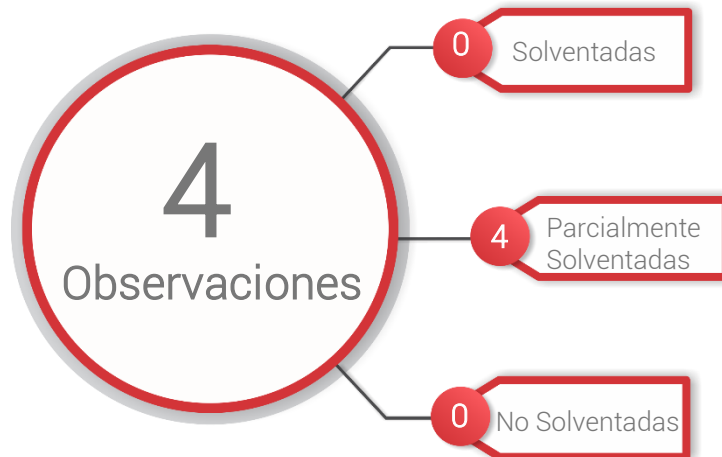 4
Observaciones
0
Solventadas
4
Parcialmente
Solventadas
0
No Solventadas